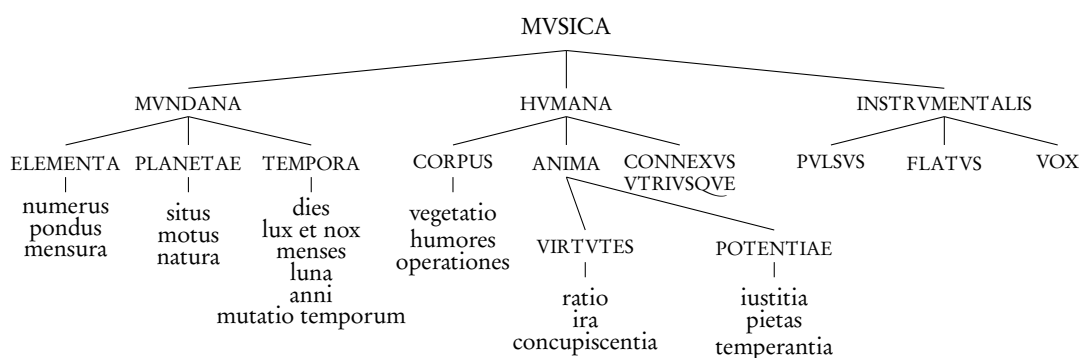 MVSICA
MVNDANA HVMANA INSTRVMENTALIS
ELEMENTA PLANETAE TEMPORA CORPUS ANIMA CONNEXVS VTRIVSQVE PVLSVS FLATVS VOX
numerus
pondus
mensura
situs
motus
natura
dies
lux et nox
menses
luna
anni
mutatio temporum
vegetatio
humores
operationes
VIRTVTES POTENTIAE
ratio
ira
concupiscentia
iustitia
pietas
temperantia